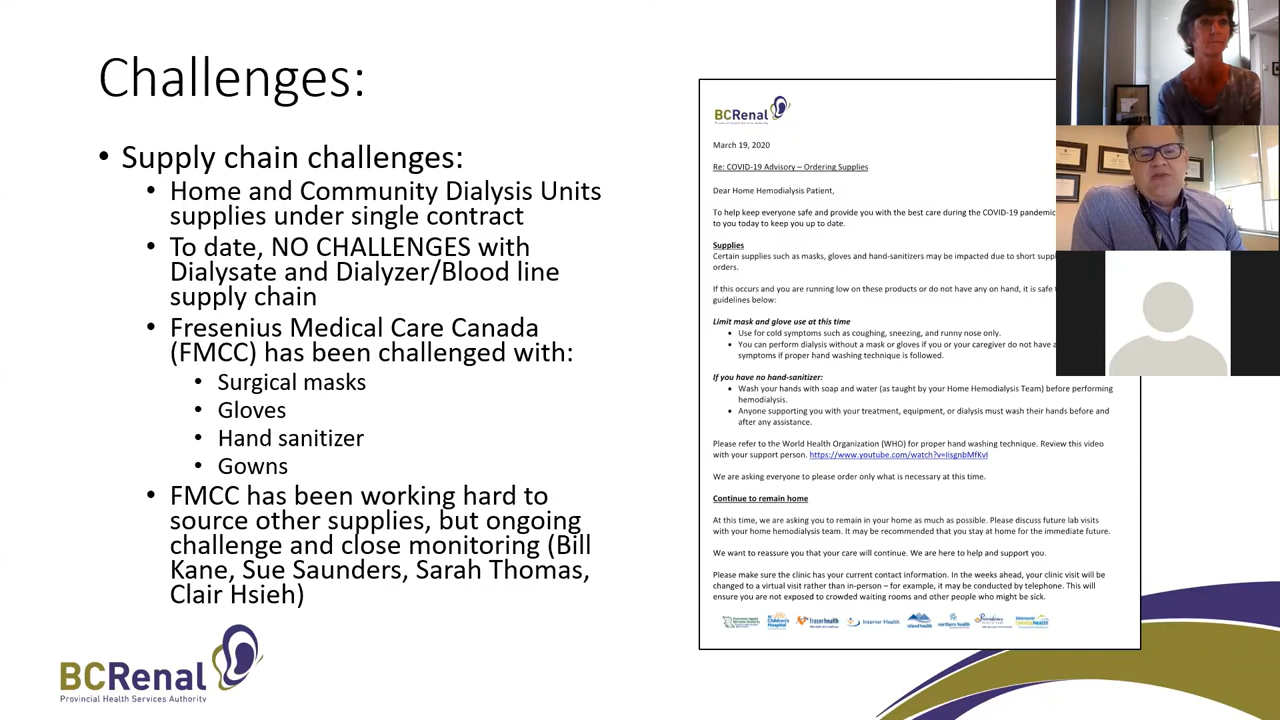 Challenges:
• Supply chain challenges:
• Home and Community Dialysis Units
supplies under single contract
• To date, NO CHALLENGES with
Dialysate and Dialyzer/Blood line
supply chain
• Fresenius Medical Care Canada
(FMCC) has been challenged with:
• Surgical masks
• Gloves
• Hand sanitizer
• Gowns
• FMCC has been working hard to
source other supplies, but ongoing
challenge and close monitoring (Bill
Kane, Sue Saunders, Sarah Thomas,
Clair Hsieh)
BCRenal
Provincial Health Services Authority
BCRenal
Provincial Health Services Authority
March 19, 2020
Re: COVID-19 Advisory – Ordering Supplies
Dear Home Hemodialysis Patient,
To help keep everyone safe and provide you with the best care during the COVID-19 pandemic
to you today to keep you up to date.
Supplies
Certain supplies such as masks, gloves and hand-sanitizers may be impacted due to short
orders.
If this occurs and you are running low on these products or do not have any on hand, it is safe
guidelines below:
Limit mask and glove use at this time
• Use for cold symptoms such as coughing, sneezing, and runny nose only.
• You can perform dialysis without a mask or gloves if you or your caregiver do not have
symptoms if proper hand washing technique is followed.
If you have no hand-sanitizer:
• Wash your hands with soap and water (as taught by your Home Hemodialysis Team) before performing
hemodialysis.
• Anyone supporting you with your treatment, equipment, or dialysis must wash their hands before and
after any assistance.
Please refer to the World Health Organization (WHO) for proper hand washing technique. Review this video
with your support person. https://www.youtube.com/watch?v=IisgnbMfKvI
We are asking everyone to please order only what is necessary at this time.
Continue to remain home
At this time, we are asking you to remain in your home as much as possible. Please discuss future lab visits
with your home hemodialysis team. It may be recommended that you stay at home for the immediate future.
We want to reassure you that your care will continue. We are here to help and support you.
Please make sure the clinic has your current contact information. In the weeks ahead, your clinic visit will be
changed to a virtual visit rather than in-person – for example, it may be conducted by telephone. This will
ensure you are not exposed to crowded waiting rooms and other people who might be sick.
fraserhealth
Interior Health
island health
northern health